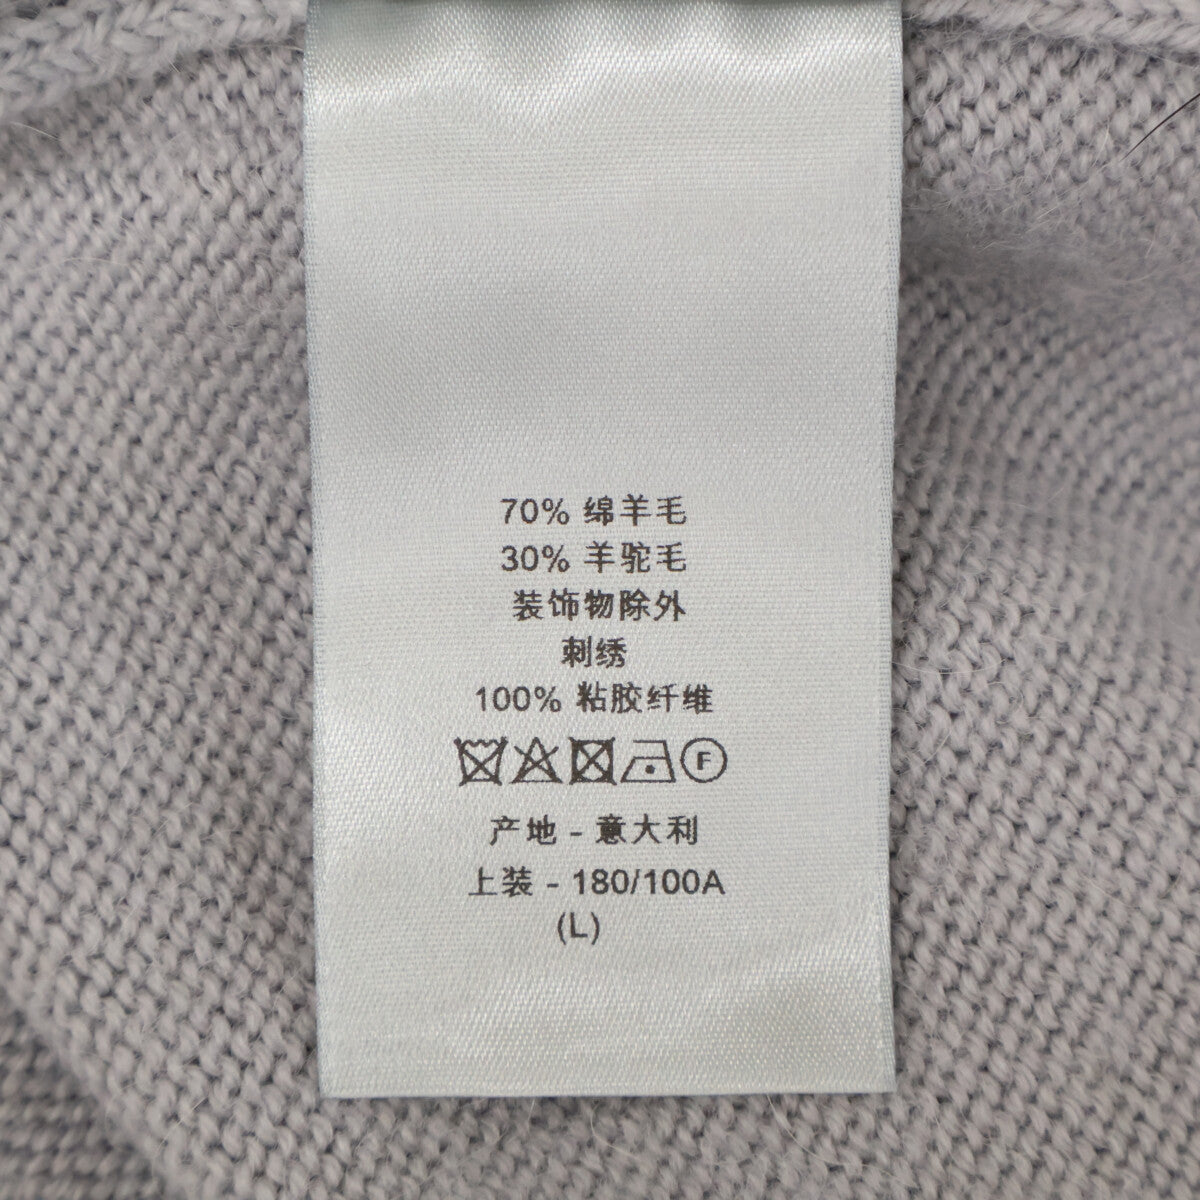 70% 绵羊毛
30% 羊驼毛
装饰物除外
刺绣
100% 粘胶纤维
F
产地 - 意大利
上装 - 180/100A
(L)